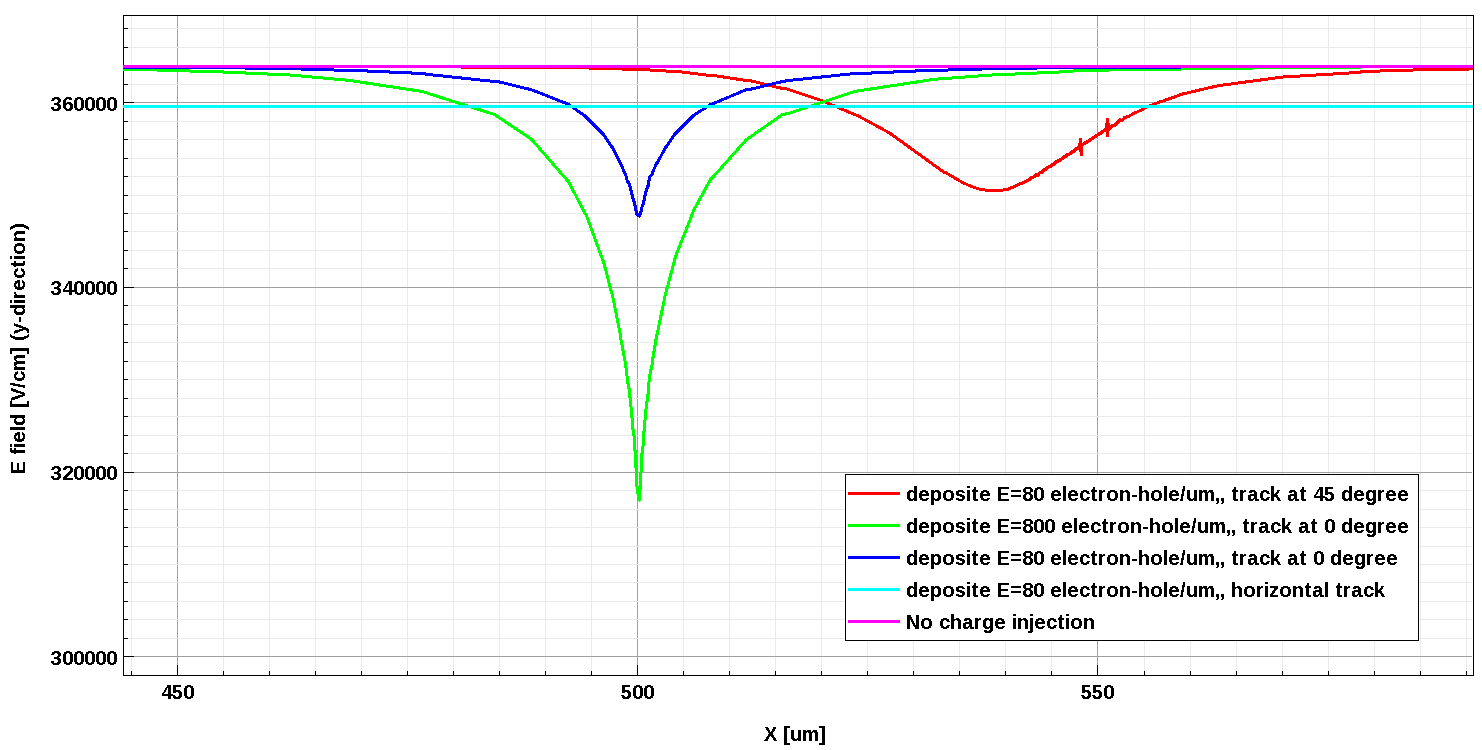 E field [V/cm] (y-direction)
360000
340000
320000
300000
450
500
550
X [um]
deposite E=80 electron-hole/um,, track at 45 degree
deposite E=800 electron-hole/um,, track at 0 degree
deposite E=80 electron-hole/um,, track at 0 degree
deposite E=80 electron-hole/um,, horizontal track
No charge injection